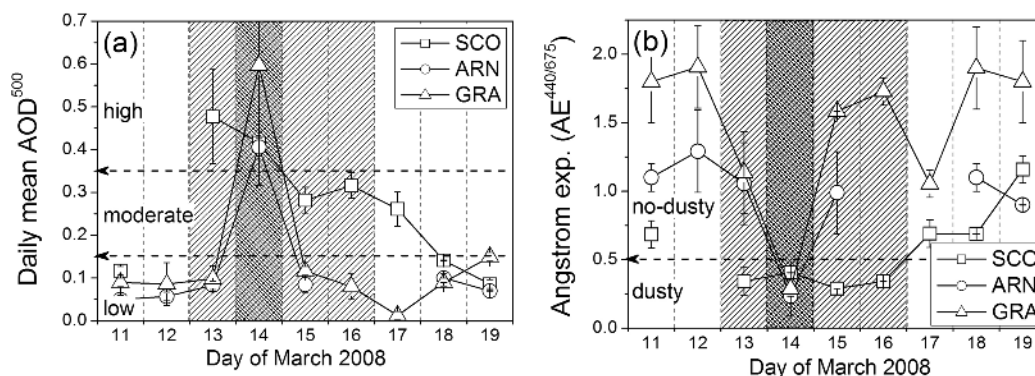 (a)
SCO
ARN
GRA
high
moderate
low
0.7
0.6
0.5
0.4
0.3
0.2
0.1
0.0
Daily mean AOD⁵⁰⁰
11 12 13 14 15 16 17 18 19
Day of March 2008
(b)
no-dusty
dusty
SCO
ARN
GRA
2.0
1.5
1.0
0.5
0.0
Angstrom exp. (AE⁴⁴⁰/⁶⁷⁵)
11 12 13 14 15 16 17 18 19
Day of March 2008